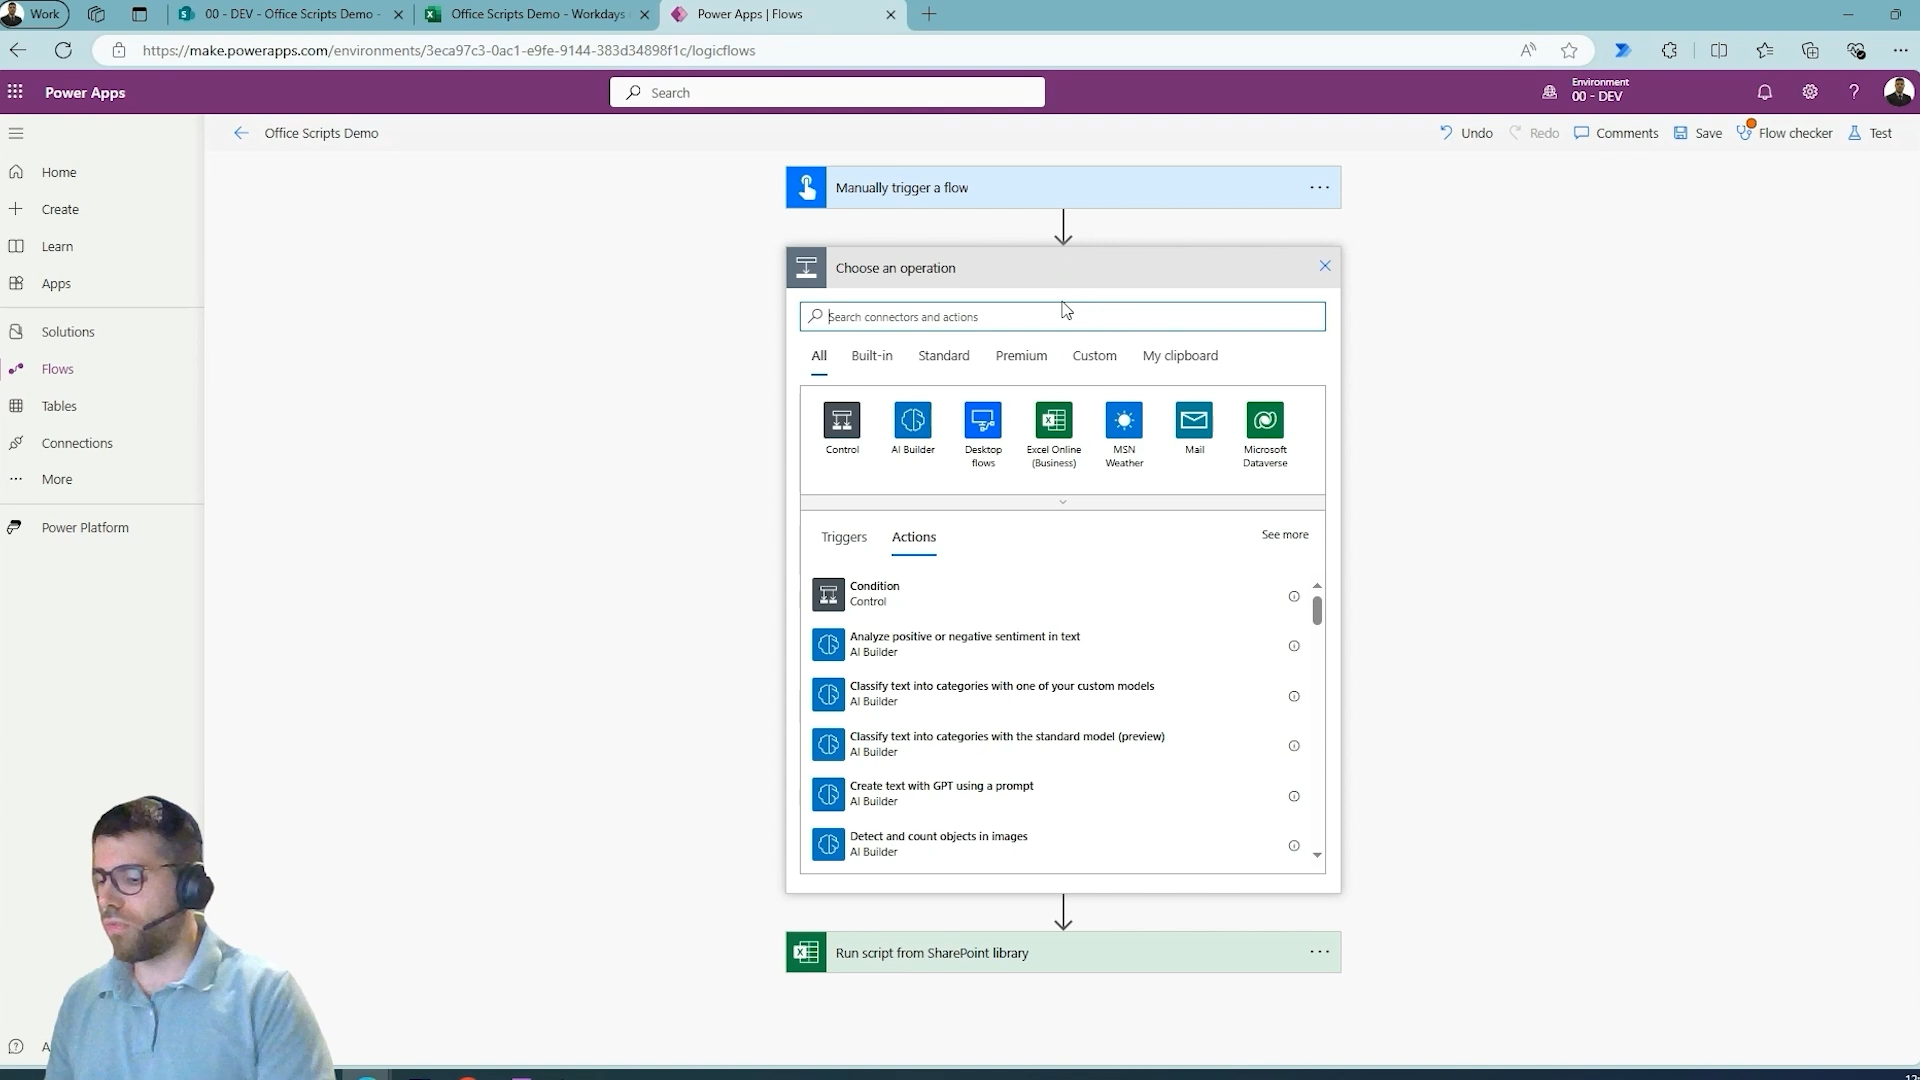 Work
00 - DEV - Office Scripts Demo -
Office Scripts Demo - Workdays
Power Apps | Flows
https://make.powerapps.com/environments/3eca97c3-0ac1-e9fe-9144-383d34898f1c/logicflows
Power Apps
Search
Environment
00 - DEV
Office Scripts Demo
Undo
Redo
Comments
Save
Flow checker
Test
Home
Create
Learn
Apps
Solutions
Flows
Tables
Connections
More
Power Platform
Manually trigger a flow
Choose an operation
Search connectors and actions
All
Built-in
Standard
Premium
Custom
My clipboard
Control
AI Builder
Desktop
flows
Excel Online
(Business)
MSN
Weather
Mail
Microsoft
Dataverse
Triggers
Actions
See more
Condition
Control
Analyze positive or negative sentiment in text
AI Builder
Classify text into categories with one of your custom models
AI Builder
Classify text into categories with the standard model (preview)
AI Builder
Create text with GPT using a prompt
AI Builder
Detect and count objects in images
AI Builder
Run script from SharePoint library